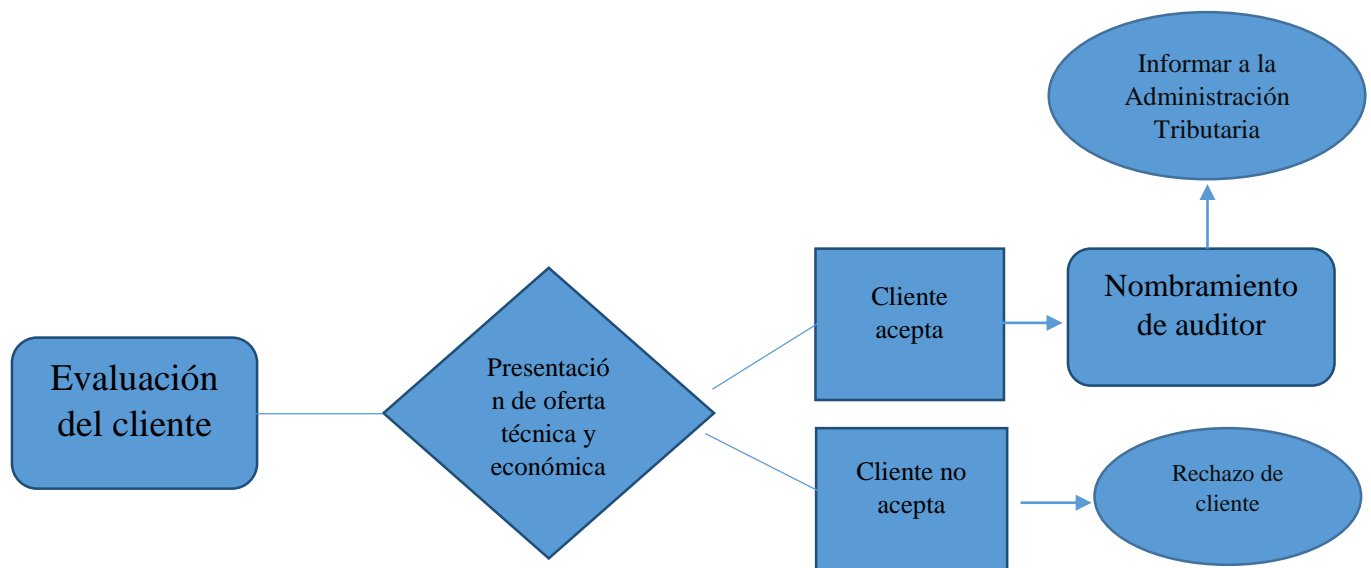 Evaluación
del cliente
Presentació
n de oferta
técnica y
económica
Cliente
acepta
Nombramiento
de auditor
Informar a la
Administración
Tributaria
Cliente no
acepta
Rechazo de
cliente